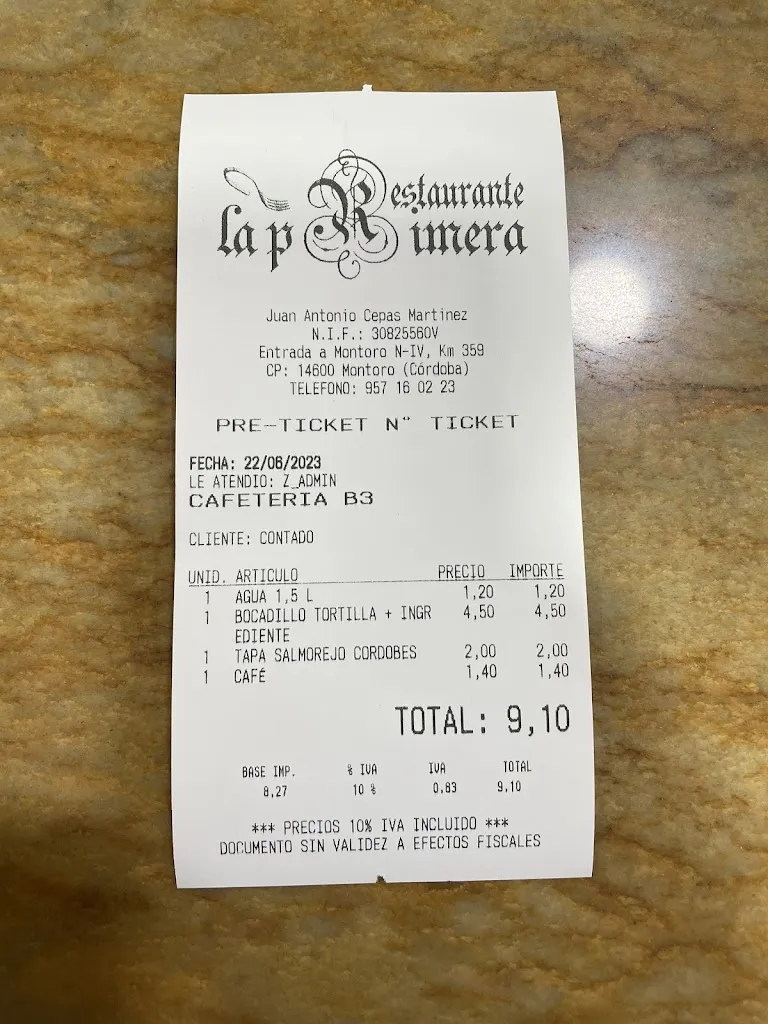 Restaurante
la pRimera
Juan Antonio Cepas Martinez
N.I.F.: 30825560V
Entrada a Montoro N-IV, Km 359
CP: 14600 Montoro (Córdoba)
TELEFONO: 957 16 02 23
PRE-TICKET Nº TICKET
FECHA: 22/06/2023
LE ATENDIO: Z_ADMIN
CAFETERIA B3
CLIENTE: CONTADO
UNID. ARTICULO PRECIO IMPORTE
1 AGUA 1,5 L 1,20 1,20
1 BOCADILLO TORTILLA + INGR 4,50 4,50
EDIENTE
1 TAPA SALMOREJO CORDOBES 2,00 2,00
1 CAFÉ 1,40 1,40
TOTAL: 9,10
BASE IMP. % IVA IVA TOTAL
8,27 10 % 0,83 9,10
*** PRECIOS 10% IVA INCLUIDO ***
DOCUMENTO SIN VALIDEZ A EFECTOS FISCALES